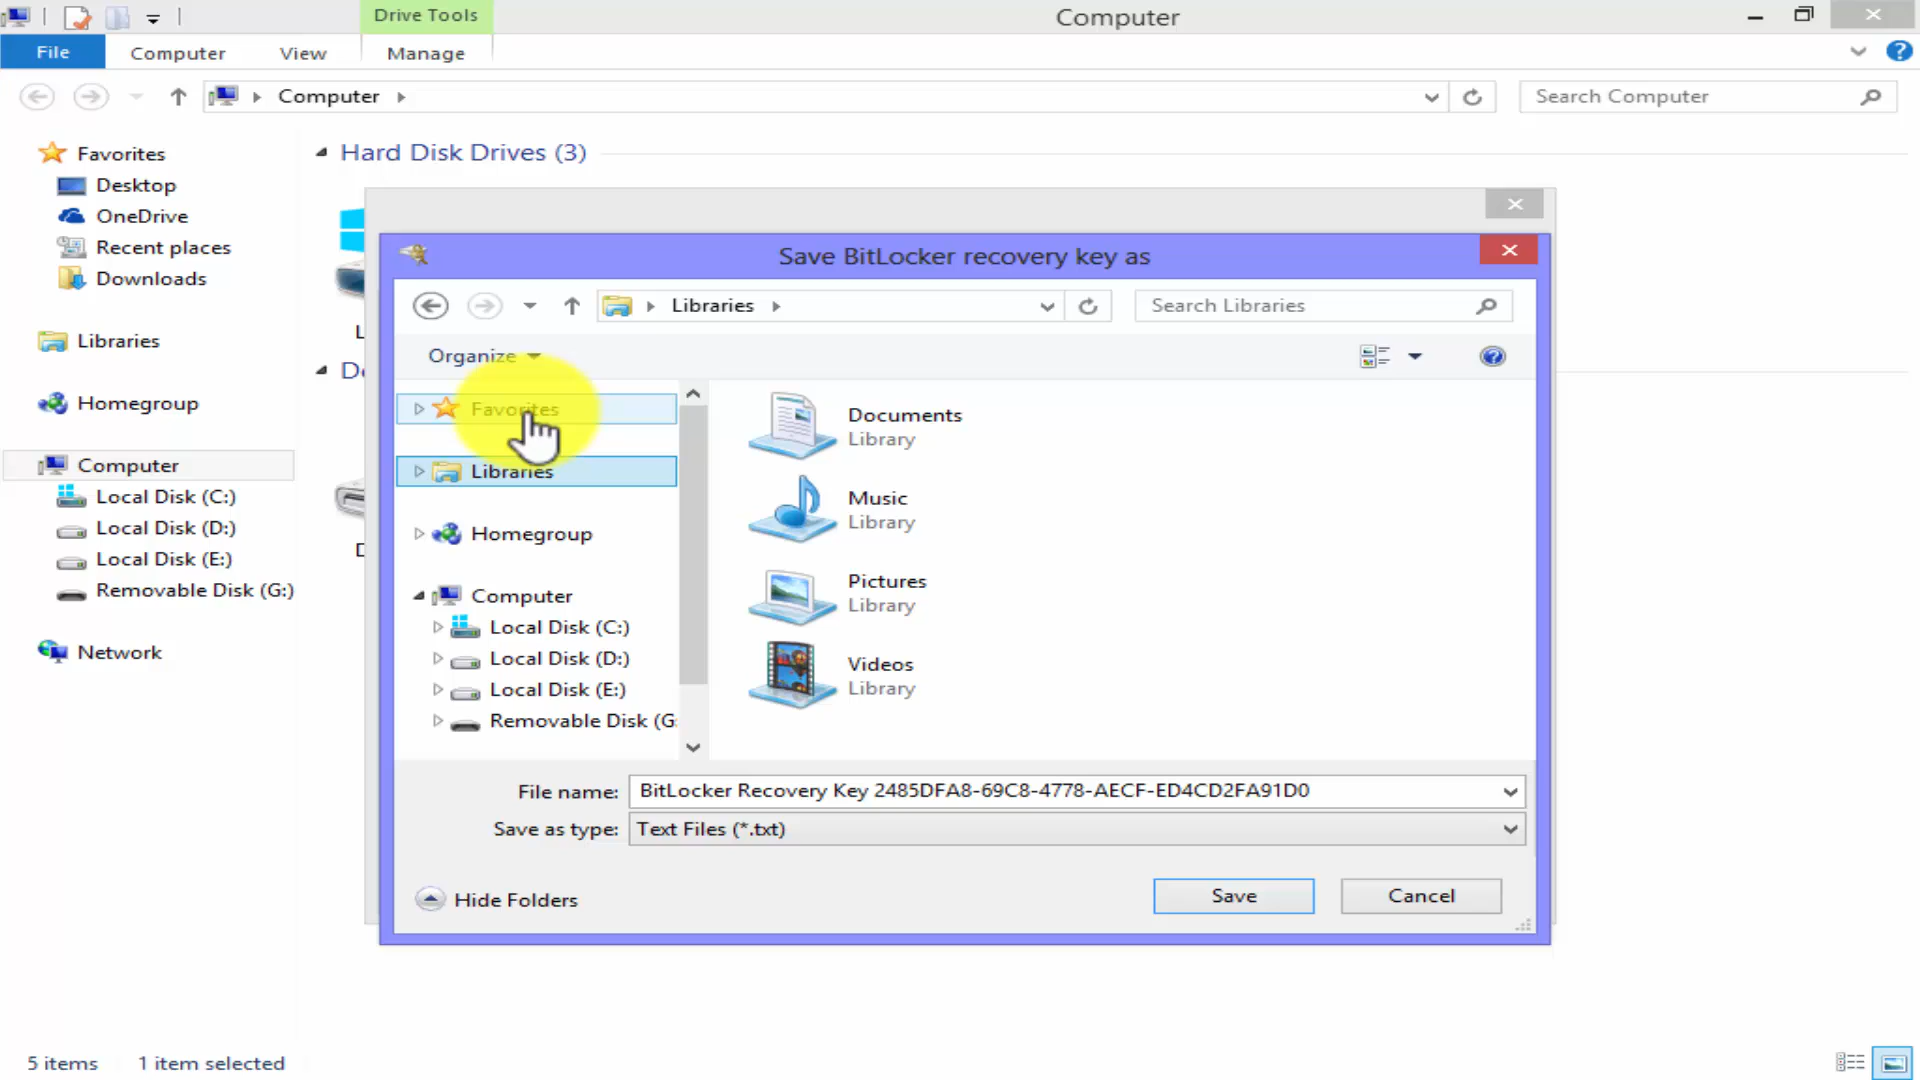 Drive Tools
Computer
File
Computer
View
Manage
Computer
Search Computer
Favorites
Desktop
OneDrive
Recent places
Downloads
Libraries
Homegroup
Computer
Local Disk (C:)
Local Disk (D:)
Local Disk (E:)
Removable Disk (G:)
Network
Hard Disk Drives (3)
Save BitLocker recovery key as
Libraries
Search Libraries
Organize
Favorites
Libraries
Homegroup
Computer
Local Disk (C:)
Local Disk (D:)
Local Disk (E:)
Removable Disk (G:
Documents
Library
Music
Library
Pictures
Library
Videos
Library
File name: BitLocker Recovery Key 2485DFA8-69C8-4778-AECF-ED4CD2FA91D0
Save as type: Text Files (*.txt)
Hide Folders
Save
Cancel
5 items
1 item selected